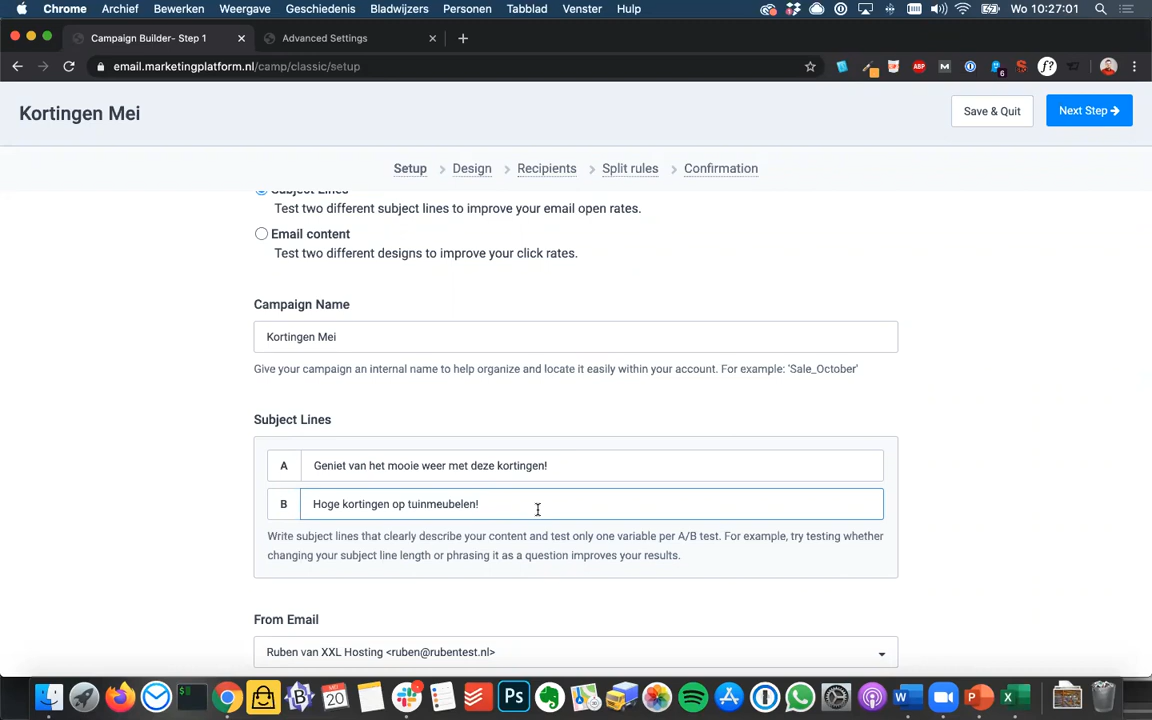 Chrome Archief Bewerken Weergave Geschiedenis Bladwijzers Personen Tabblad Venster Help Wo 10:27:01
Campaign Builder- Step 1 Advanced Settings
email.marketingplatform.nl/camp/classic/setup
ABP M 6 S f?
Kortingen Mei
Save & Quit
Next Step
Setup Design Recipients Split rules Confirmation
Subject Lines
Test two different subject lines to improve your email open rates.
Email content
Test two different designs to improve your click rates.
Campaign Name
Kortingen Mei
Give your campaign an internal name to help organize and locate it easily within your account. For example: 'Sale_October'
Subject Lines
A Geniet van het mooie weer met deze kortingen!
B Hoge kortingen op tuinmeubelen!
Write subject lines that clearly describe your content and test only one variable per A/B test. For example, try testing whether
changing your subject line length or phrasing it as a question improves your results.
From Email
Ruben van XXL Hosting <ruben@rubentest.nl>
MEI 20 Ps W P X